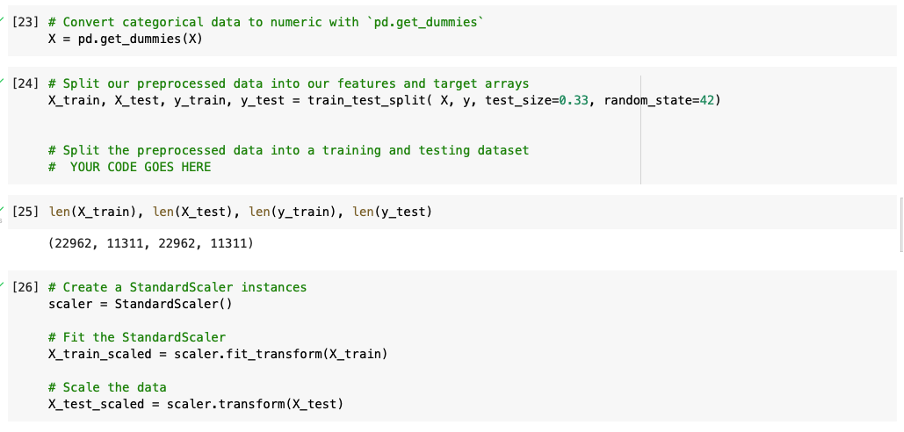 [23] # Convert categorical data to numeric with `pd.get_dummies`
X = pd.get_dummies(X)
[24] # Split our preprocessed data into our features and target arrays
X_train, X_test, y_train, y_test = train_test_split( X, y, test_size=0.33, random_state=42)
# Split the preprocessed data into a training and testing dataset
#  YOUR CODE GOES HERE
[25] len(X_train), len(X_test), len(y_train), len(y_test)
(22962, 11311, 22962, 11311)
[26] # Create a StandardScaler instances
scaler = StandardScaler()
# Fit the StandardScaler
X_train_scaled = scaler.fit_transform(X_train)
# Scale the data
X_test_scaled = scaler.transform(X_test)